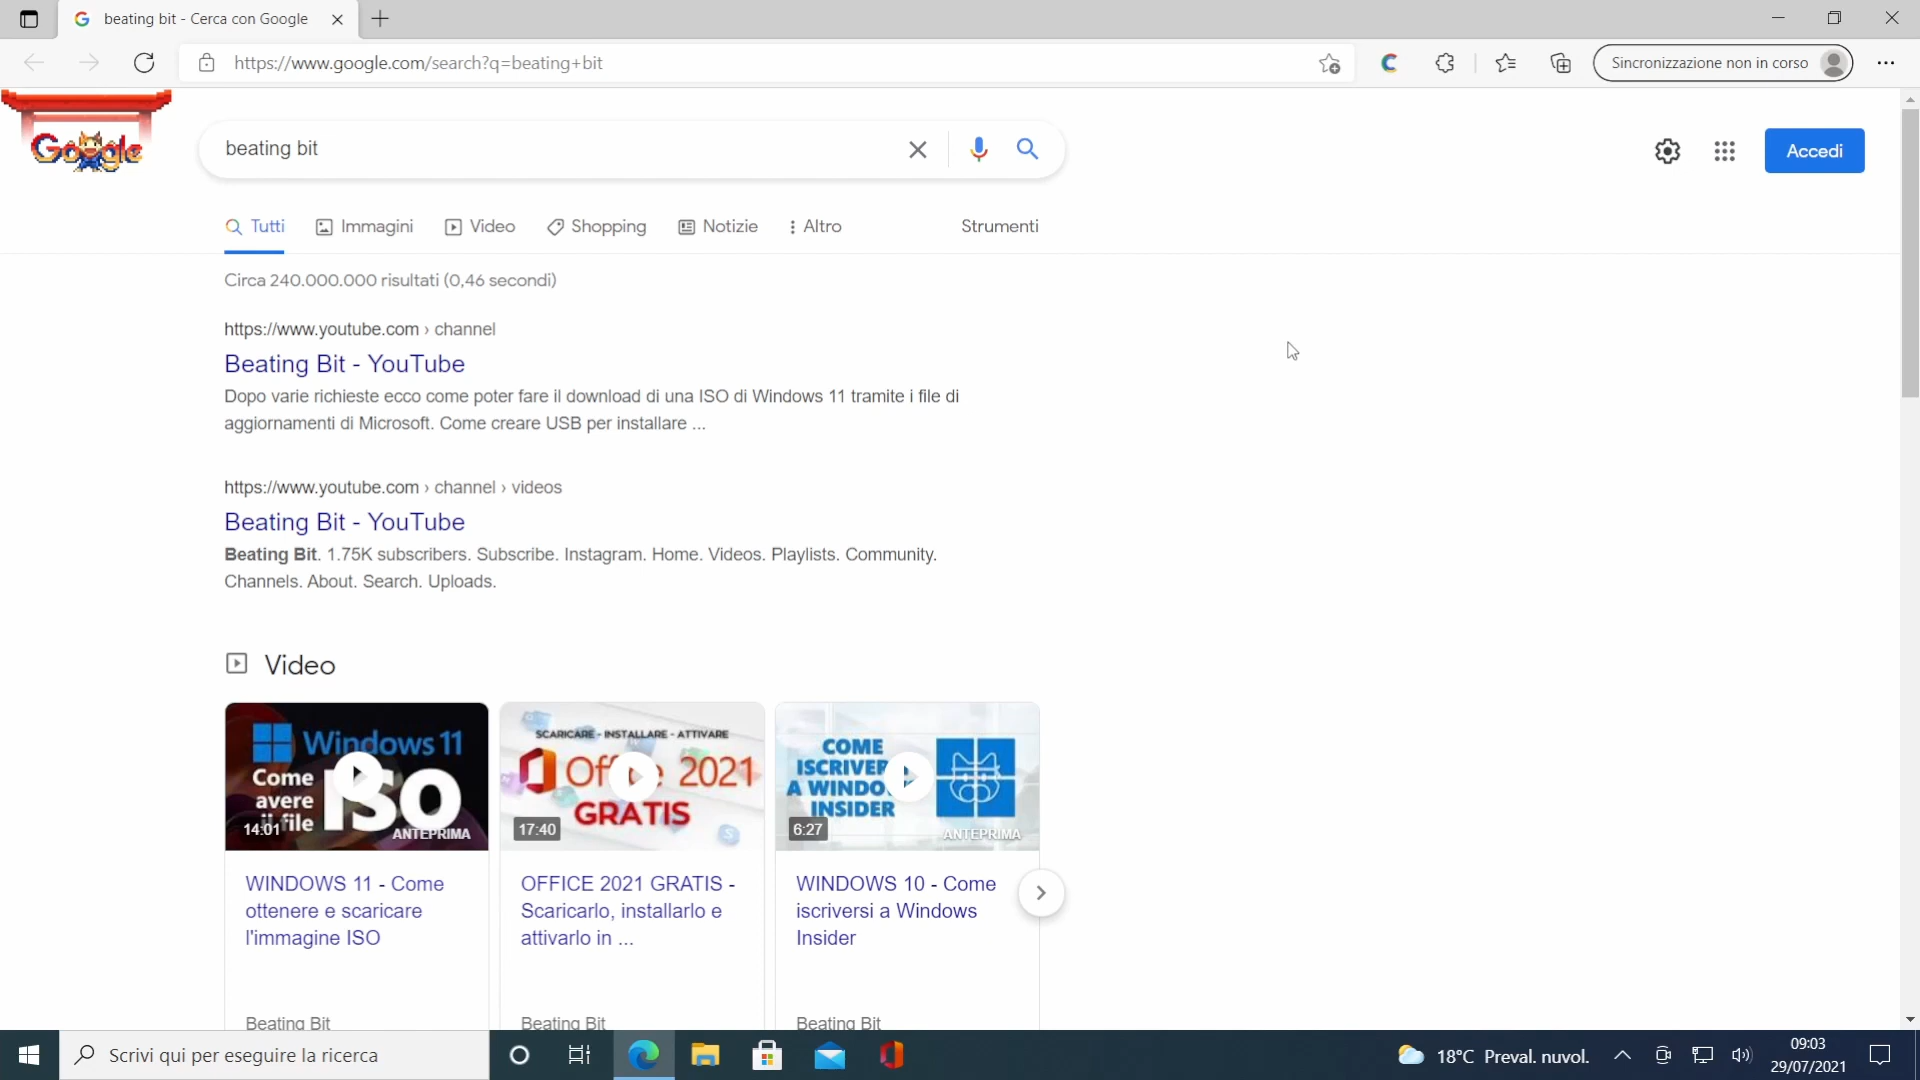 beating bit - Cerca con Google
https://www.google.com/search?q=beating+bit
Sincronizzazione non in corso
Google
beating bit
Accedi
Tutti
Immagini
Video
Shopping
Notizie
Altro
Strumenti
Circa 240.000.000 risultati (0,46 secondi)
https://www.youtube.com › channel
Beating Bit - YouTube
Dopo varie richieste ecco come poter fare il download di una ISO di Windows 11 tramite i file di
aggiornamenti di Microsoft. Come creare USB per installare ...
https://www.youtube.com › channel › videos
Beating Bit - YouTube
Beating Bit. 1.75K subscribers. Subscribe. Instagram. Home. Videos. Playlists. Community.
Channels. About. Search. Uploads.
Video
Windows 11
Come
avere
il file
ISO
14:01
ANTEPRIMA
WINDOWS 11 - Come
ottenere e scaricare
l'immagine ISO
Beating Bit
SCARICARE - INSTALLARE - ATTIVARE
Office 2021
GRATIS
17:40
OFFICE 2021 GRATIS -
Scaricarlo, installarlo e
attivarlo in ...
Beating Bit
COME
ISCRIVER
A WINDO
INSIDER
6:27
ANTEPRIMA
WINDOWS 10 - Come
iscriversi a Windows
Insider
Beating Bit
Scrivi qui per eseguire la ricerca
18°C Preval. nuvol.
09:03
29/07/2021